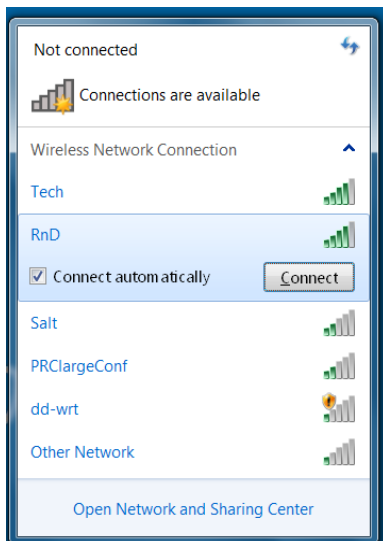 Not connected
Connections are available
Wireless Network Connection
Tech
RnD
Connect automatically Connect
Salt
PRClargeConf
dd-wrt
Other Network
Open Network and Sharing Center